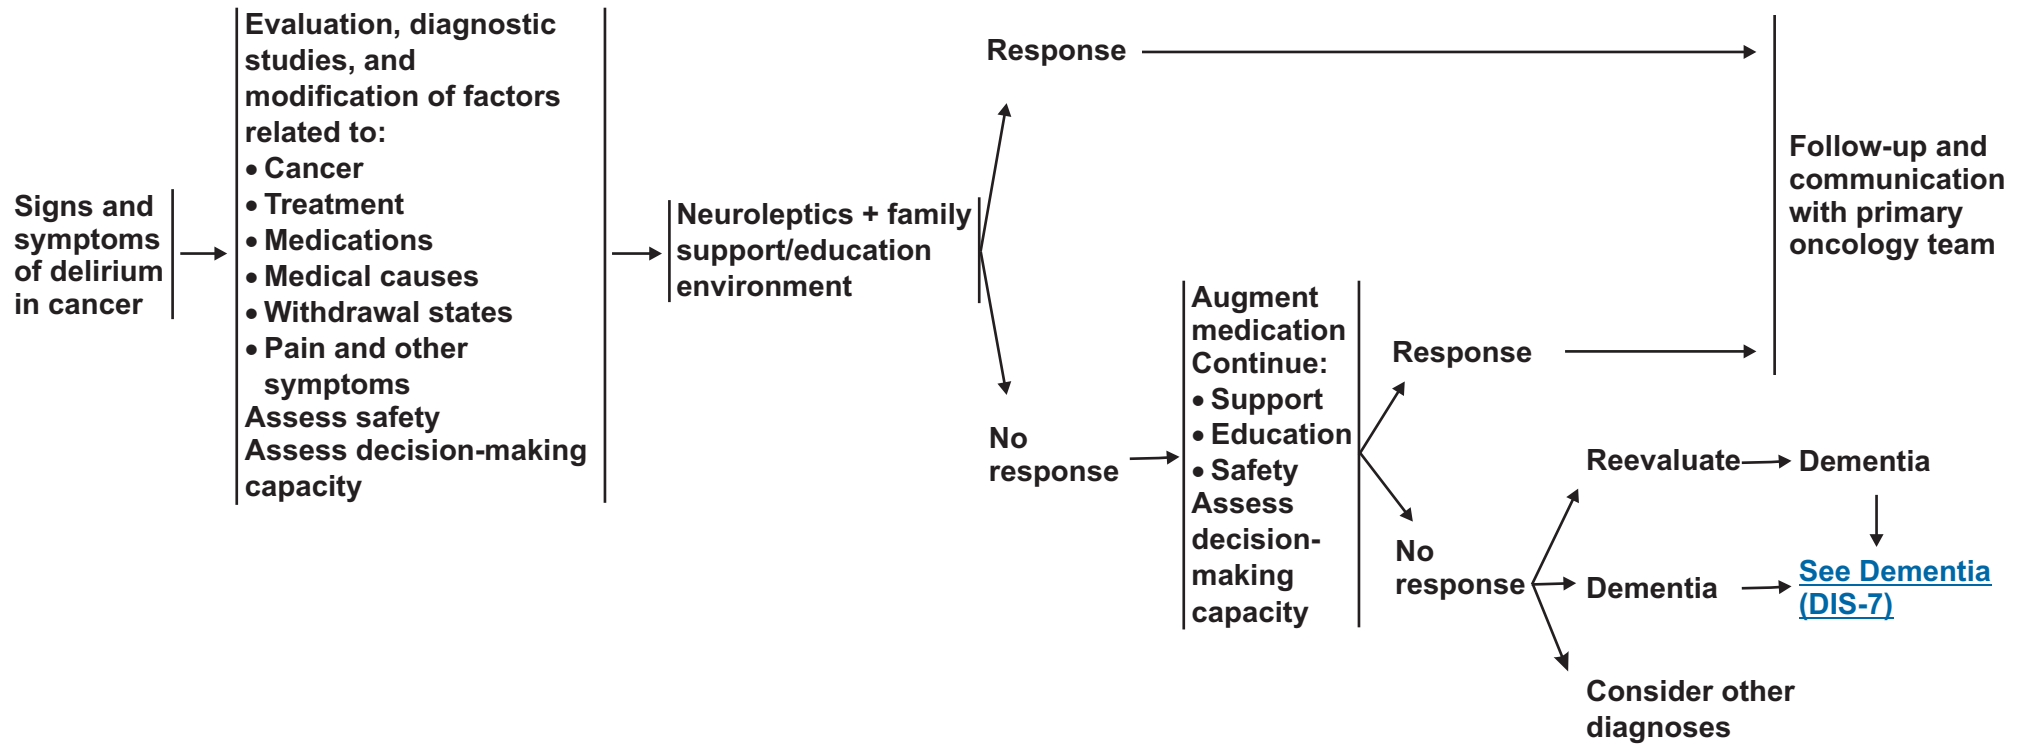 Signs and
symptoms
of delirium
in cancer
Evaluation, diagnostic
studies, and
modification of factors
related to:
• Cancer
• Treatment
• Medications
• Medical causes
• Withdrawal states
• Pain and other
symptoms
Assess safety
Assess decision-making
capacity
Neuroleptics + family
support/education
environment
Response
No
response
Augment
medication
Continue:
• Support
• Education
• Safety
Assess
decision-
making
capacity
Response
No
response
Reevaluate
Dementia
Dementia
See Dementia
(DIS-7)
Consider other
diagnoses
Follow-up and
communication
with primary
oncology team